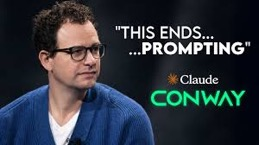 "THIS ENDS...
...PROMPTING"
Claude
CONWAY